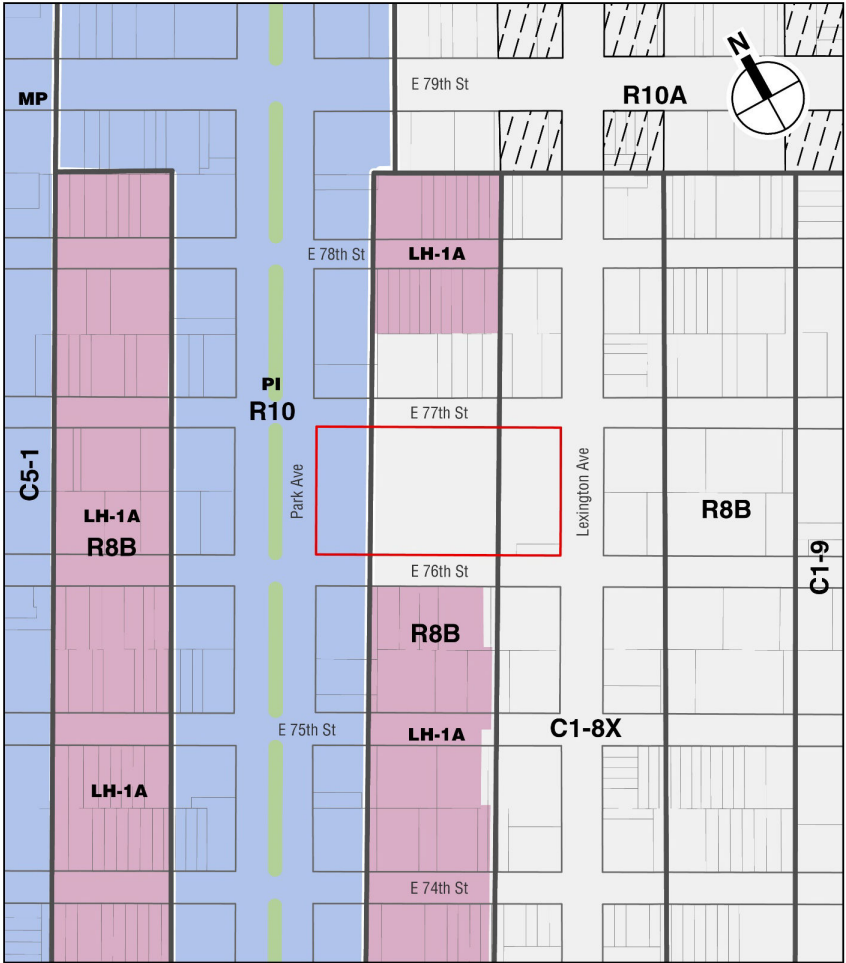 N
E 79th St
R10A
MP
E 78th St
LH-1A
PI
R10
E 77th St
C5-1
Park Ave
Lexington Ave
LH-1A
R8B
R8B
E 76th St
C1-9
R8B
E 75th St
LH-1A
C1-8X
LH-1A
E 74th St